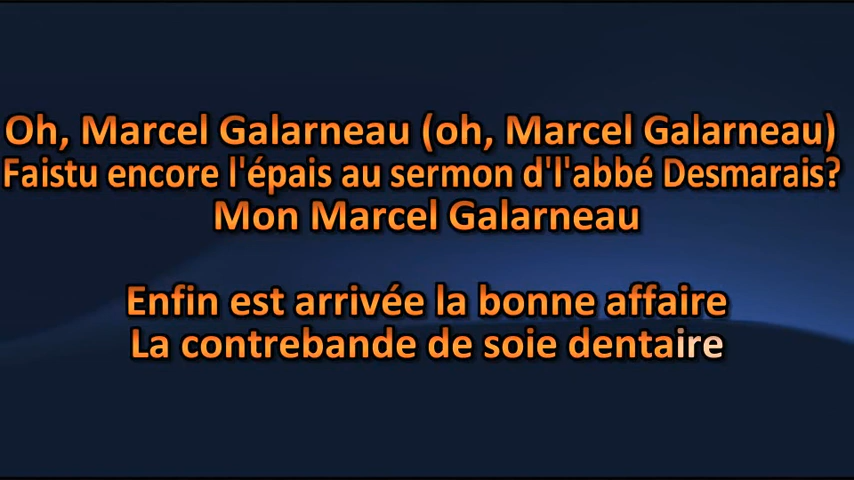 Oh, Marcel Galarneau (oh, Marcel Galarneau)
Faistu encore l'épais au sermon d'l'abbé Desmarais?
Mon Marcel Galarneau
Enfin est arrivée la bonne affaire
La contrebande de soie dentaire